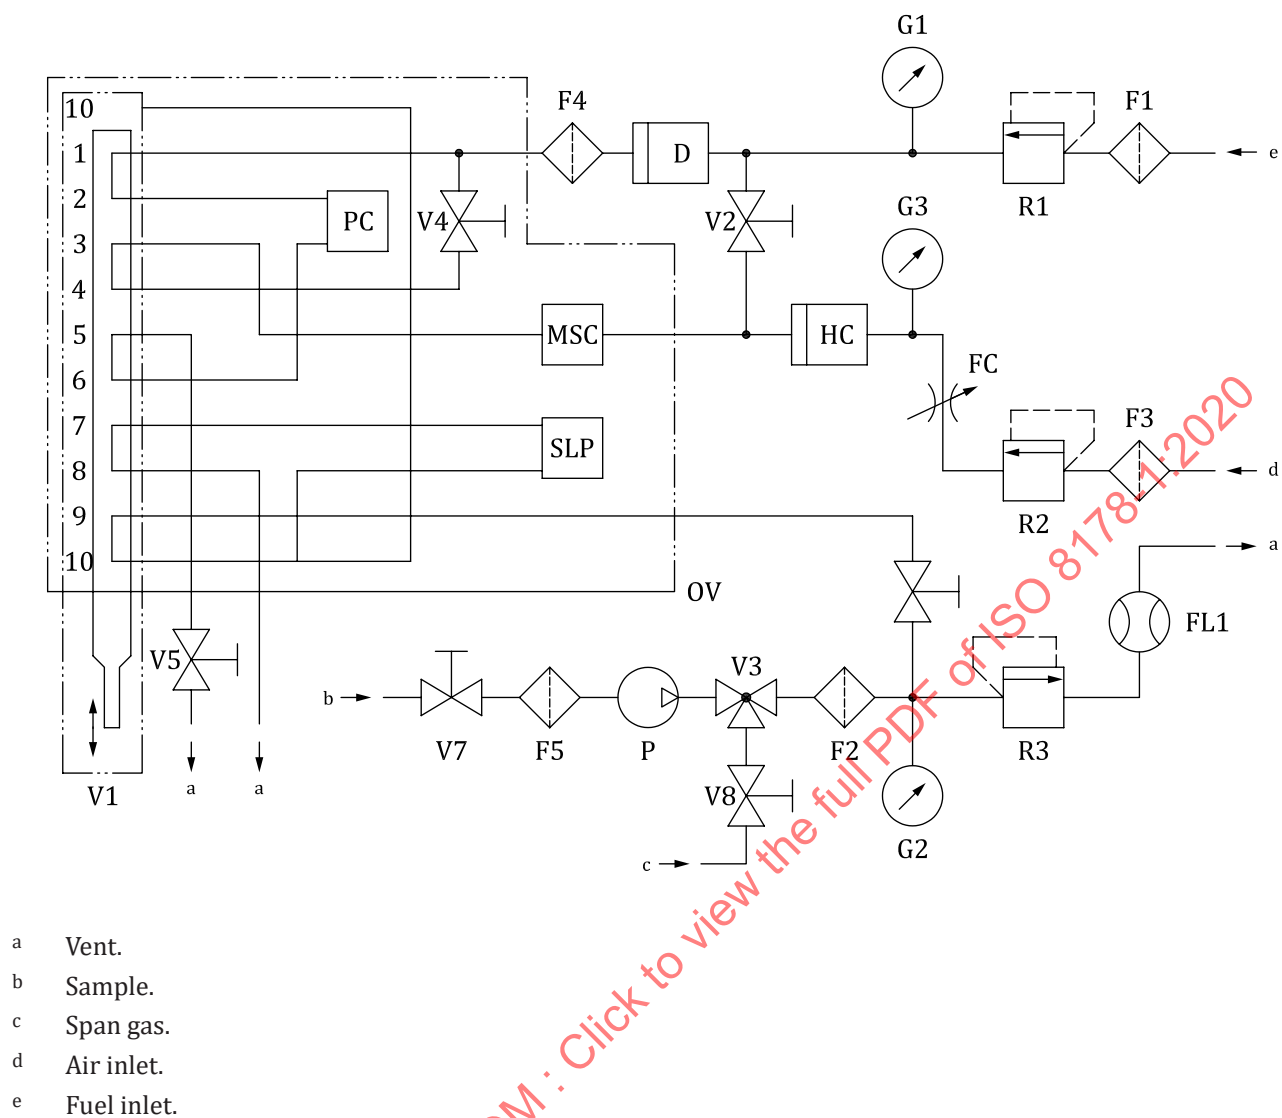 G1
F4
F1
10
1
D
e
2
PC
V4
V2
G3
R1
3
4
5
MSC
HC
FC
6
7
F3
SLP
8
d
9
R2
10
a
OV
FL1
V5
V3
b
V7
F5
P
F2
R3
V1
a
a
V8
G2
c
a Vent.
b Sample.
c Span gas.
d Air inlet.
e Fuel inlet.
OM : Click to view the full PDF of ISO 8178-1:2020